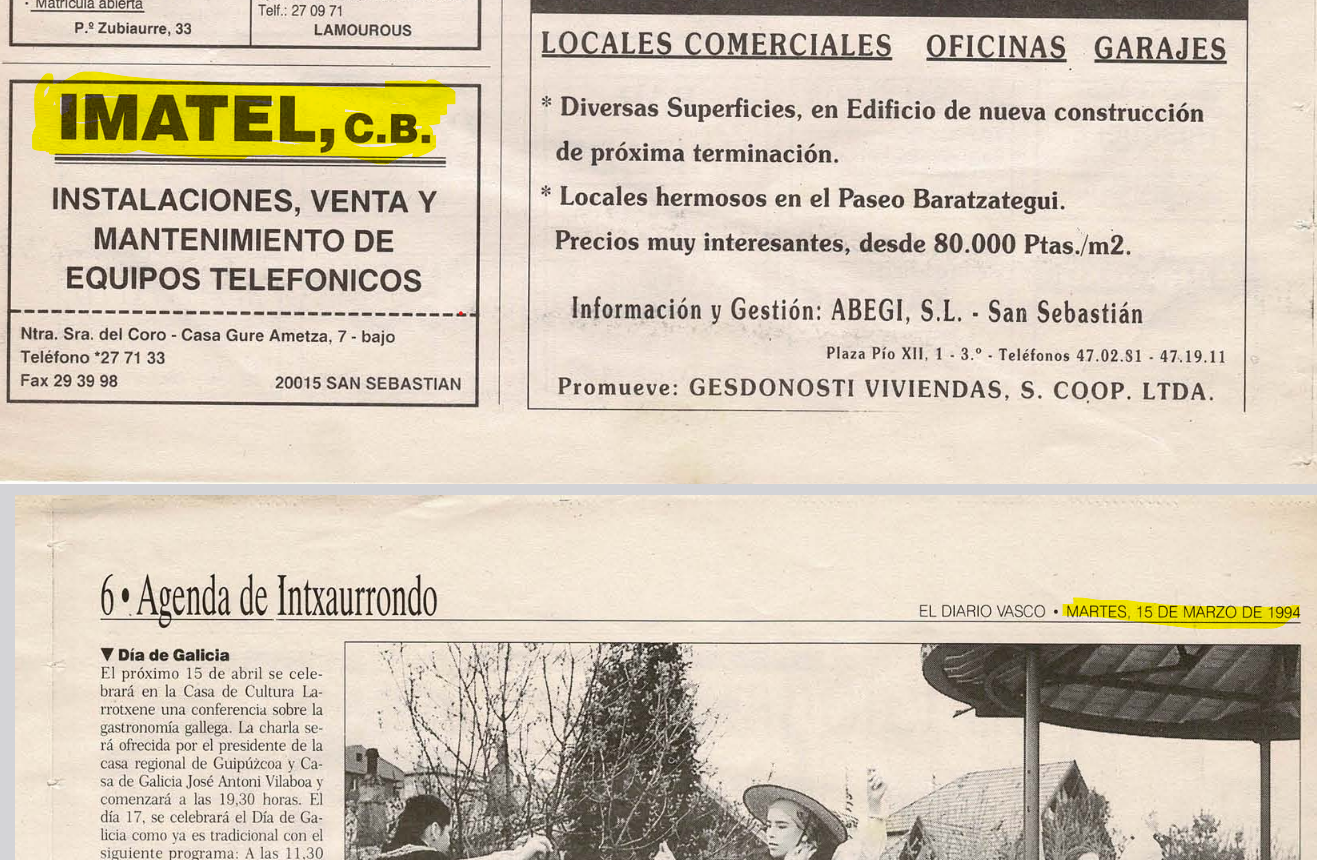 · Matrícula abierta
P.º Zubiaurre, 33
Telf.: 27 09 71
LAMOUROUS
IMATEL, C.B.
INSTALACIONES, VENTA Y
MANTENIMIENTO DE
EQUIPOS TELEFONICOS
Ntra. Sra. del Coro - Casa Gure Ametza, 7 - bajo
Teléfono *27 71 33
Fax 29 39 98 20015 SAN SEBASTIAN
LOCALES COMERCIALES OFICINAS GARAJES
* Diversas Superficies, en Edificio de nueva construcción
de próxima terminación.
* Locales hermosos en el Paseo Baratzategui.
Precios muy interesantes, desde 80.000 Ptas./m2.
Información y Gestión: ABEGI, S.L. - San Sebastián
Plaza Pío XII, 1 - 3.º - Teléfonos 47.02.81 - 47.19.11
Promueve: GESDONOSTI VIVIENDAS, S. COOP. LTDA.
6 • Agenda de Intxaurrondo
EL DIARIO VASCO • MARTES, 15 DE MARZO DE 1994
▼ Día de Galicia
El próximo 15 de abril se cele-
brará en la Casa de Cultura La-
rrotxene una conferencia sobre la
gastronomía gallega. La charla se-
rá ofrecida por el presidente de la
casa regional de Guipúzcoa y Ca-
sa de Galicia José Antoni Vilaboa y
comenzará a las 19,30 horas. El
día 17, se celebrará el Día de Ga-
licia como ya es tradicional con el
siguiente programa: A las 11,30